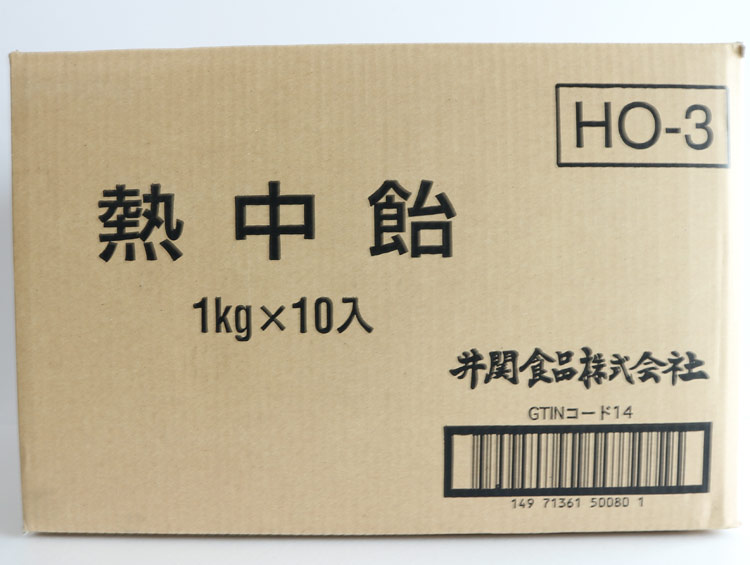 HO-3
熱中飴
1kg×10入
井関食品株式会社
GTINコード14
149 71361 50080 1